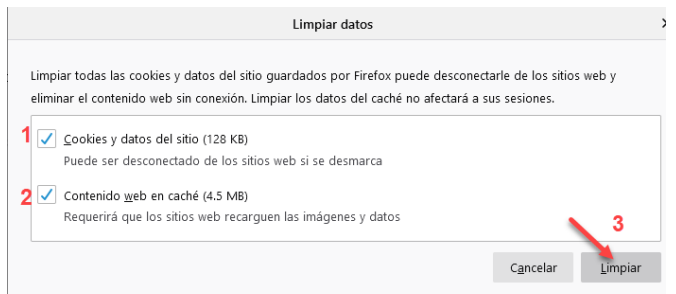 Limpiar datos
Limpiar todas las cookies y datos del sitio guardados por Firefox puede desconectarle de los sitios web y
eliminar el contenido web sin conexión. Limpiar los datos del caché no afectará a sus sesiones.
1 Cookies y datos del sitio (128 KB)
Puede ser desconectado de los sitios web si se desmarca
2 Contenido web en caché (4.5 MB)
Requerirá que los sitios web recarguen las imágenes y datos
3
Cancelar Limpiar